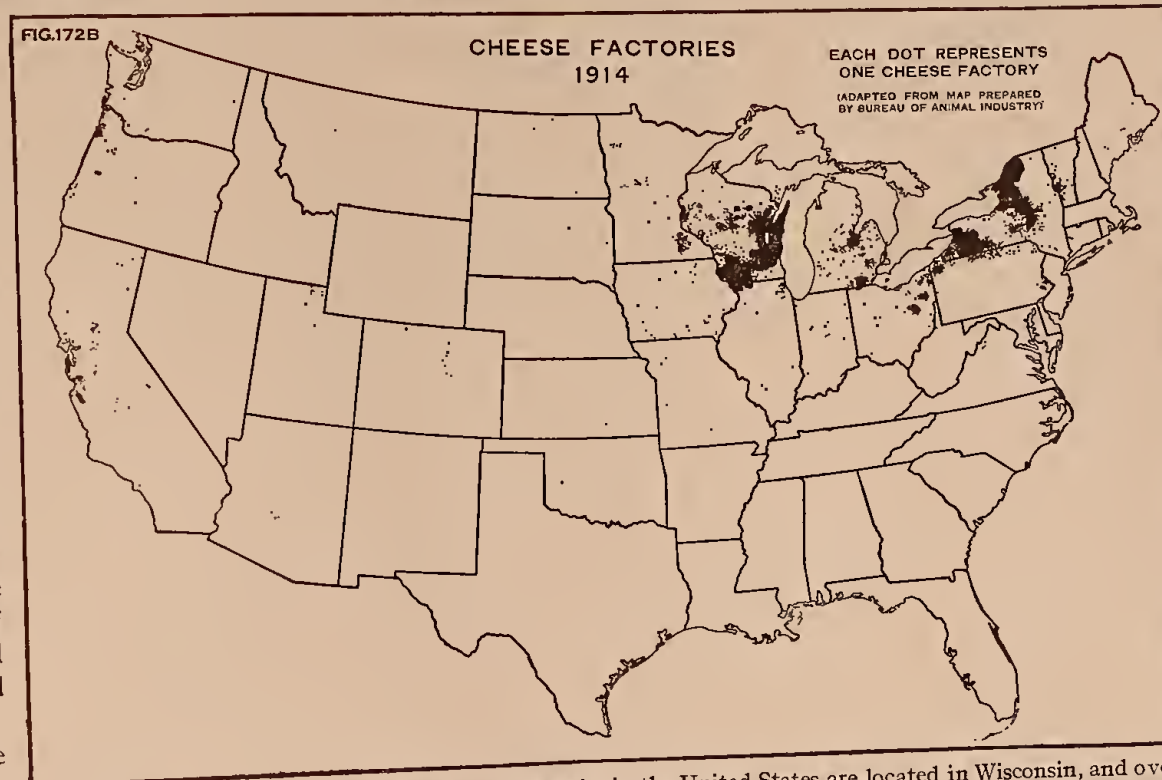 FIG.172B
CHEESE FACTORIES
1914
EACH DOT REPRESENTS
ONE CHEESE FACTORY
(ADAPTED FROM MAP PREPARED
BY BUREAU OF ANIMAL INDUSTRY)
in the United States are located in Wisconsin, and